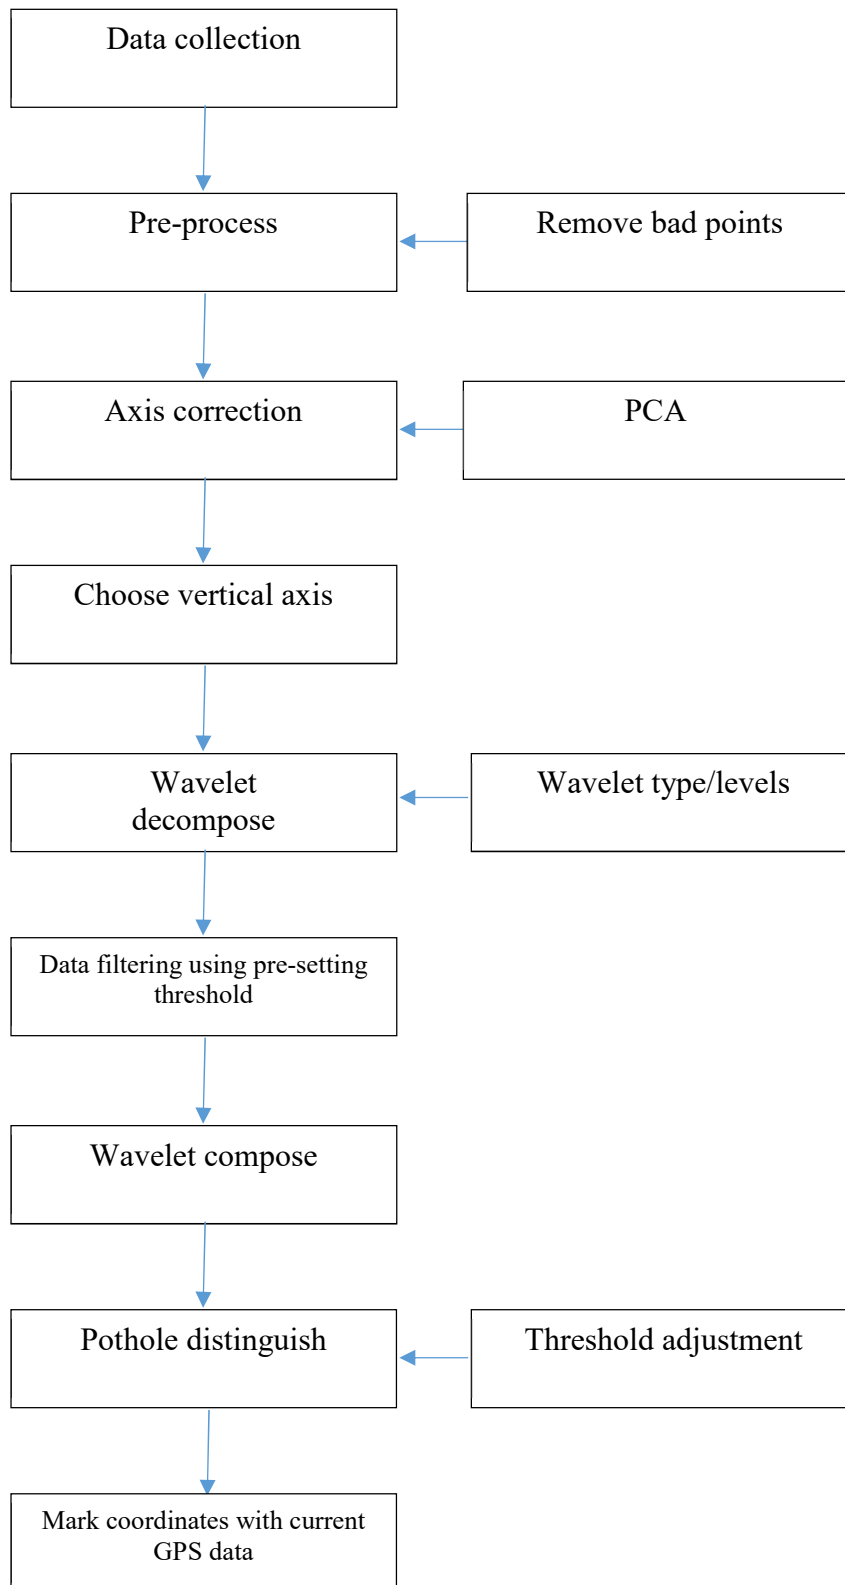 Data collection
Pre-process
Remove bad points
Axis correction
PCA
Choose vertical axis
Wavelet
decompose
Wavelet type/levels
Data filtering using pre-setting
threshold
Wavelet compose
Pothole distinguish
Threshold adjustment
Mark coordinates with current
GPS data